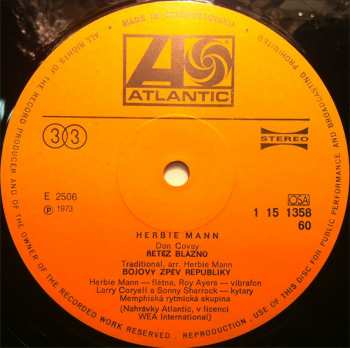 MADE IN CZECHOSLOVAKIA
ALL RIGHTS OF THE RECORD PRODUCER AND OF THE OWNER OF THE WORK RECORDED RESERVED. REPRODUCTION, USE OF THIS RECORD FOR PUBLIC PERFORMANCE AND BROADCASTING PROHIBITED
ATLANTIC
33
STEREO
E 2506
℗ 1973
OSA
1 15 1358
60
HERBIE MANN
Don Covay
ŘETĚZ BLÁZNŮ
Traditional, arr. Herbie Mann
BOJOVÝ ZPĚV REPUBLIKY
Herbie Mann — flétna, Roy Ayers — vibrafon
Larry Coryell a Sonny Sharrock — kytary
Memphiská rytmická skupina
(Nahrávky Atlantic, v licenci
WEA International)